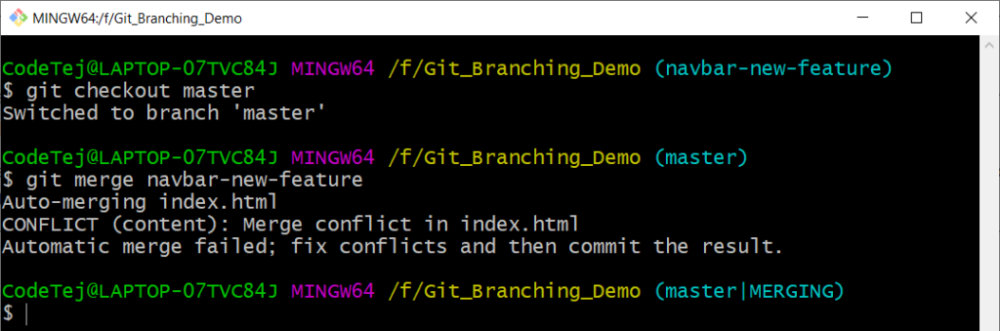 MINGW64:/f/Git_Branching_Demo
CodeTej@LAPTOP-07TVC84J MINGW64 /f/Git_Branching_Demo (navbar-new-feature)
$ git checkout master
Switched to branch 'master'
CodeTej@LAPTOP-07TVC84J MINGW64 /f/Git_Branching_Demo (master)
$ git merge navbar-new-feature
Auto-merging index.html
CONFLICT (content): Merge conflict in index.html
Automatic merge failed; fix conflicts and then commit the result.
CodeTej@LAPTOP-07TVC84J MINGW64 /f/Git_Branching_Demo (master|MERGING)
$